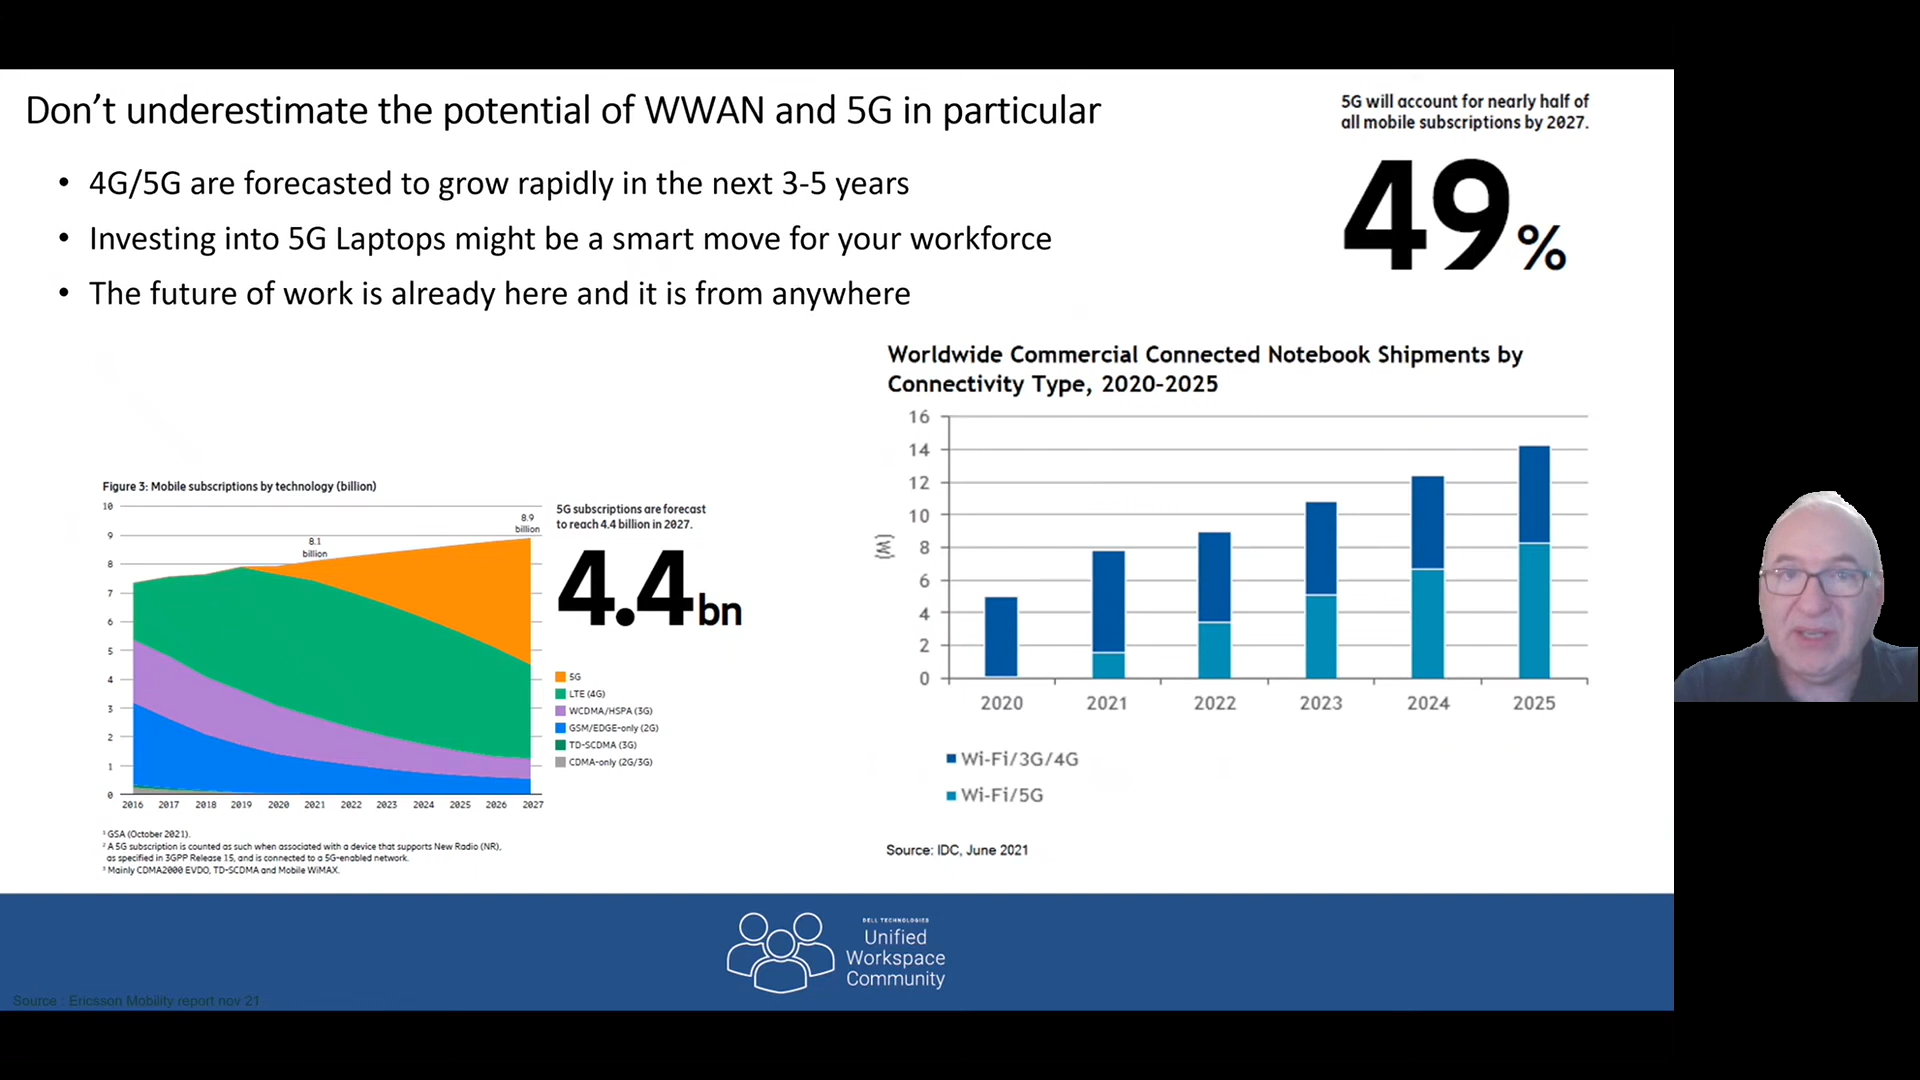 Don’t underestimate the potential of WWAN and 5G in particular
• 4G/5G are forecasted to grow rapidly in the next 3-5 years
• Investing into 5G Laptops might be a smart move for your workforce
• The future of work is already here and it is from anywhere
5G will account for nearly half of
all mobile subscriptions by 2027.
49%
Figure 3: Mobile subscriptions by technology (billion)
10
9
8
7
6
5
4
3
2
1
0
8.1
billion
8.9
billion
2016 2017 2018 2019 2020 2021 2022 2023 2024 2025 2026 2027
5G subscriptions are forecast
to reach 4.4 billion in 2027.
4.4bn
5G
LTE (4G)
WCDMA/HSPA (3G)
GSM/EDGE-only (2G)
TD-SCDMA (3G)
CDMA-only (2G/3G)
¹ GSA (October 2021).
² A 5G subscription is counted as such when associated with a device that supports New Radio (NR),
as specified in 3GPP Release 15, and is connected to a 5G-enabled network.
³ Mainly CDMA2000 EVDO, TD-SCDMA and Mobile WiMAX.
Worldwide Commercial Connected Notebook Shipments by
Connectivity Type, 2020-2025
16
14
12
10
8
6
4
2
0
(M)
2020 2021 2022 2023 2024 2025
Wi-Fi/3G/4G
Wi-Fi/5G
Source: IDC, June 2021
DELL TECHNOLOGIES
Unified
Workspace
Community
Source : Ericsson Mobility report nov 21